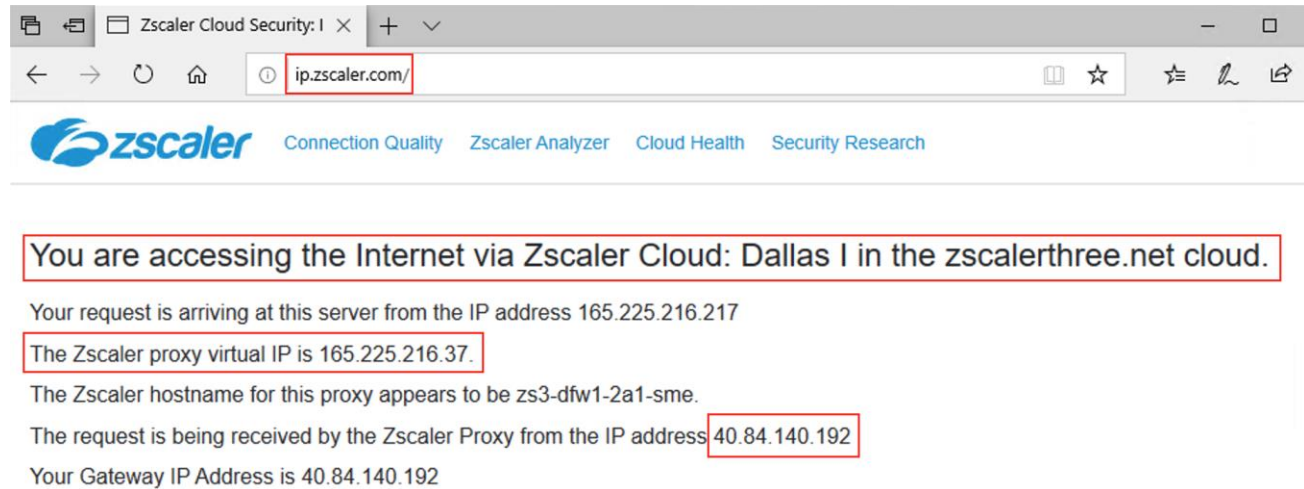 Zscaler Cloud Security: I
ip.zscaler.com/
zscaler Connection Quality Zscaler Analyzer Cloud Health Security Research
You are accessing the Internet via Zscaler Cloud: Dallas I in the zscalerthree.net cloud.
Your request is arriving at this server from the IP address 165.225.216.217
The Zscaler proxy virtual IP is 165.225.216.37.
The Zscaler hostname for this proxy appears to be zs3-dfw1-2a1-sme.
The request is being received by the Zscaler Proxy from the IP address 40.84.140.192
Your Gateway IP Address is 40.84.140.192